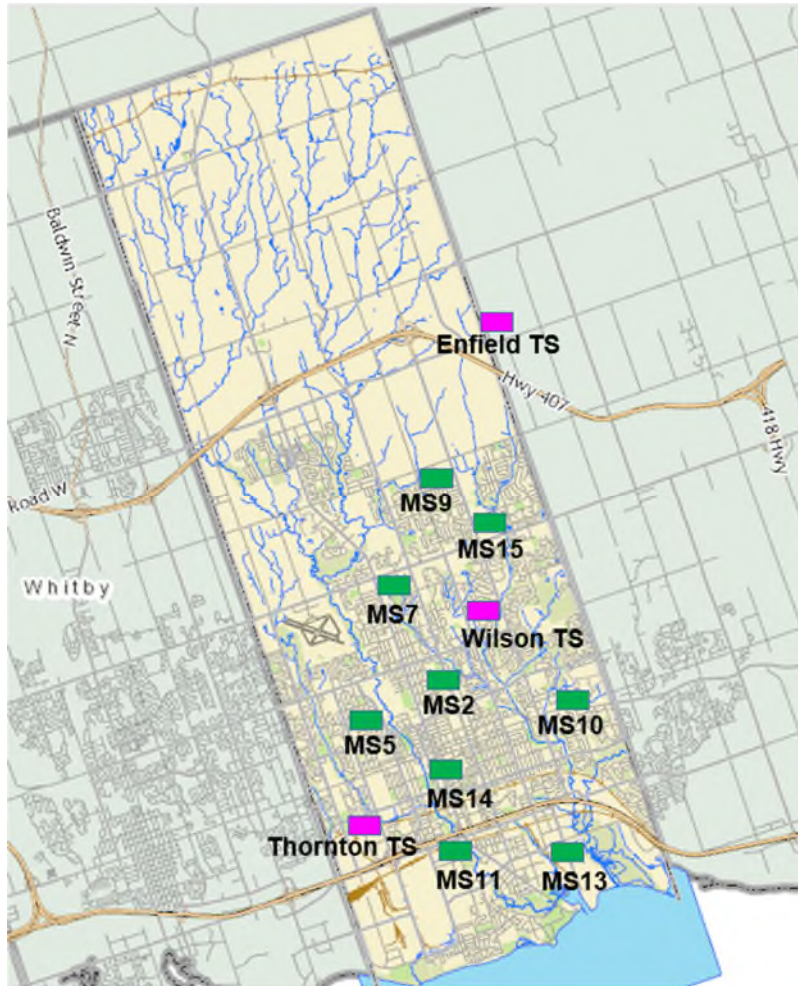 Baldwin Street N
Enfield TS
Hwy 407
418 Hwy
MS9
Road W
MS15
Whitby
MS7
Wilson TS
MS2
MS10
MS5
MS14
Thornton TS
MS11
MS13